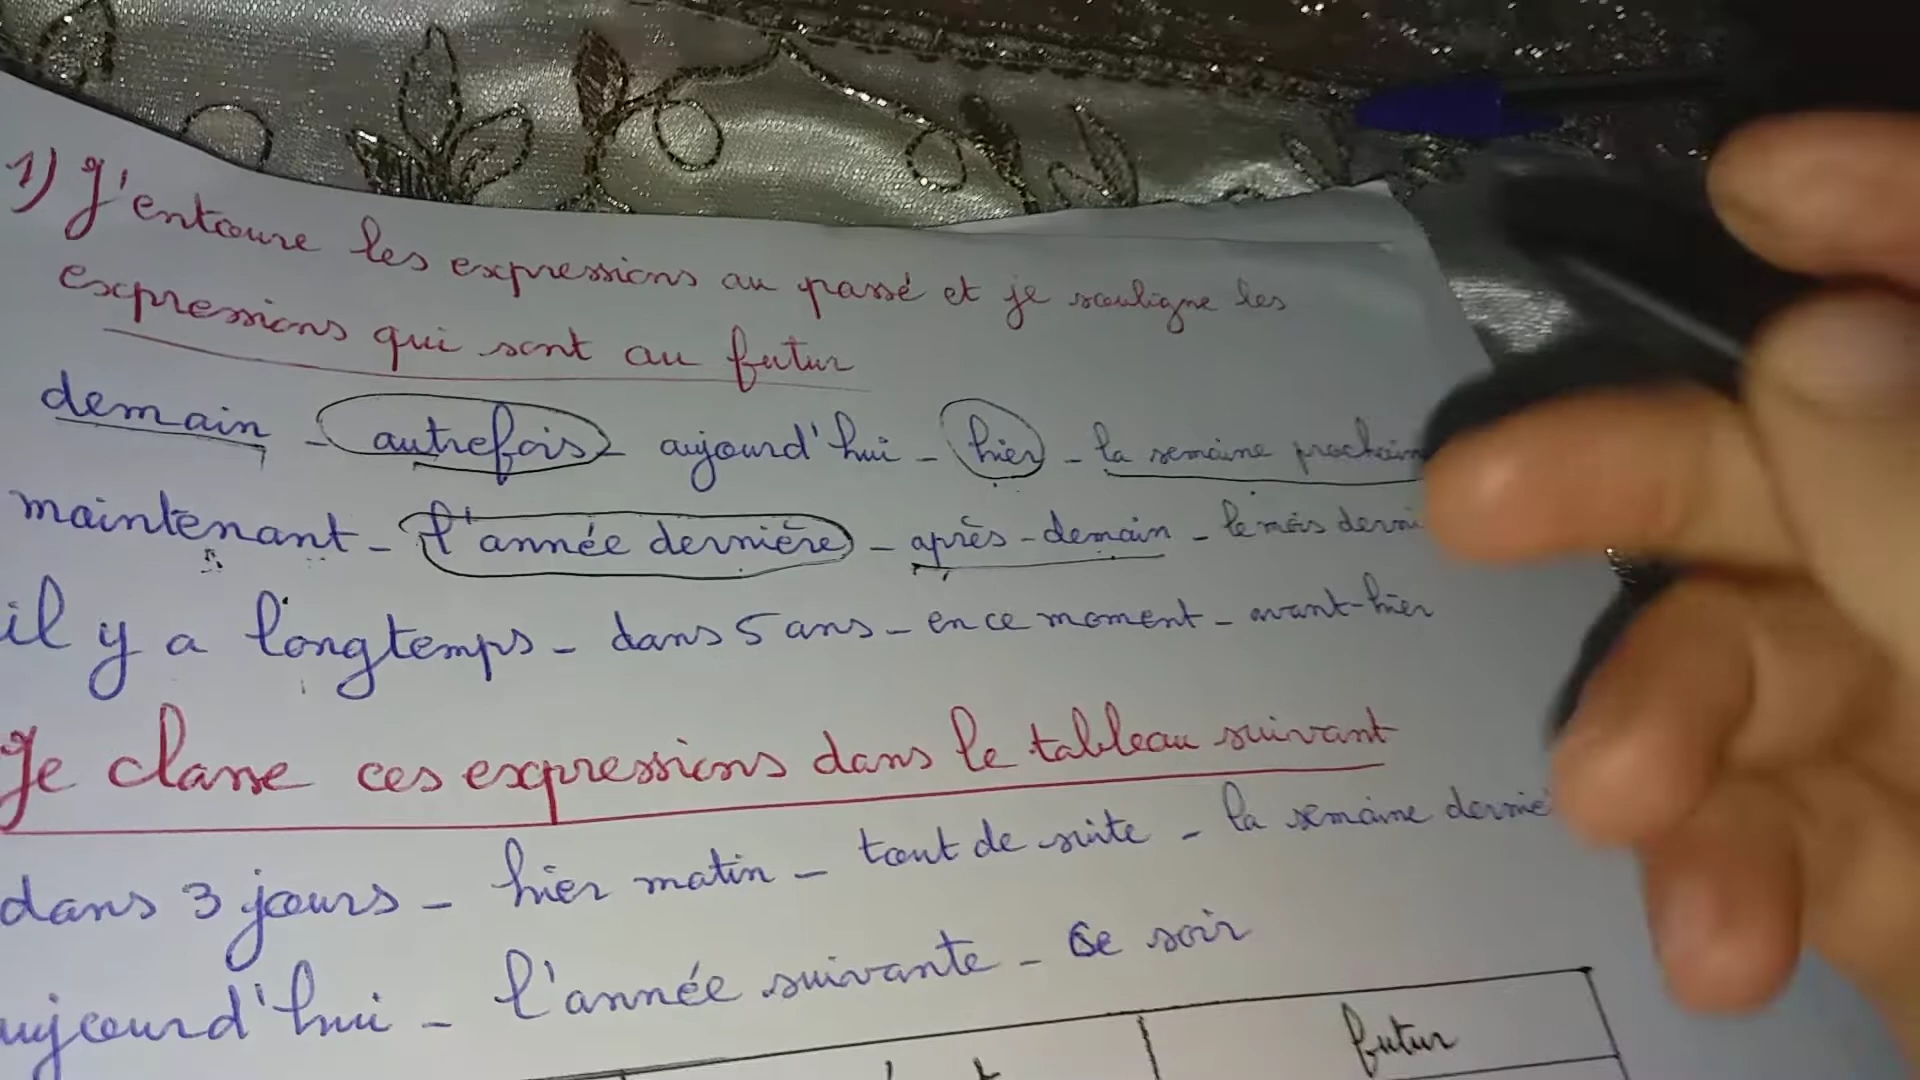 1) J'entoure les expressions au passé et je souligne les
expressions qui sont au futur
demain - autrefois - aujourd'hui - hier - la semaine prochain
maintenant - l'année dernière - après-demain - le mois derni
il y a longtemps - dans 5 ans - en ce moment - avant-hier
Je classe ces expressions dans le tableau suivant
dans 3 jours - hier matin - tout de suite - la semaine derniè
aujourd'hui - l'année suivante - Ce soir
futur